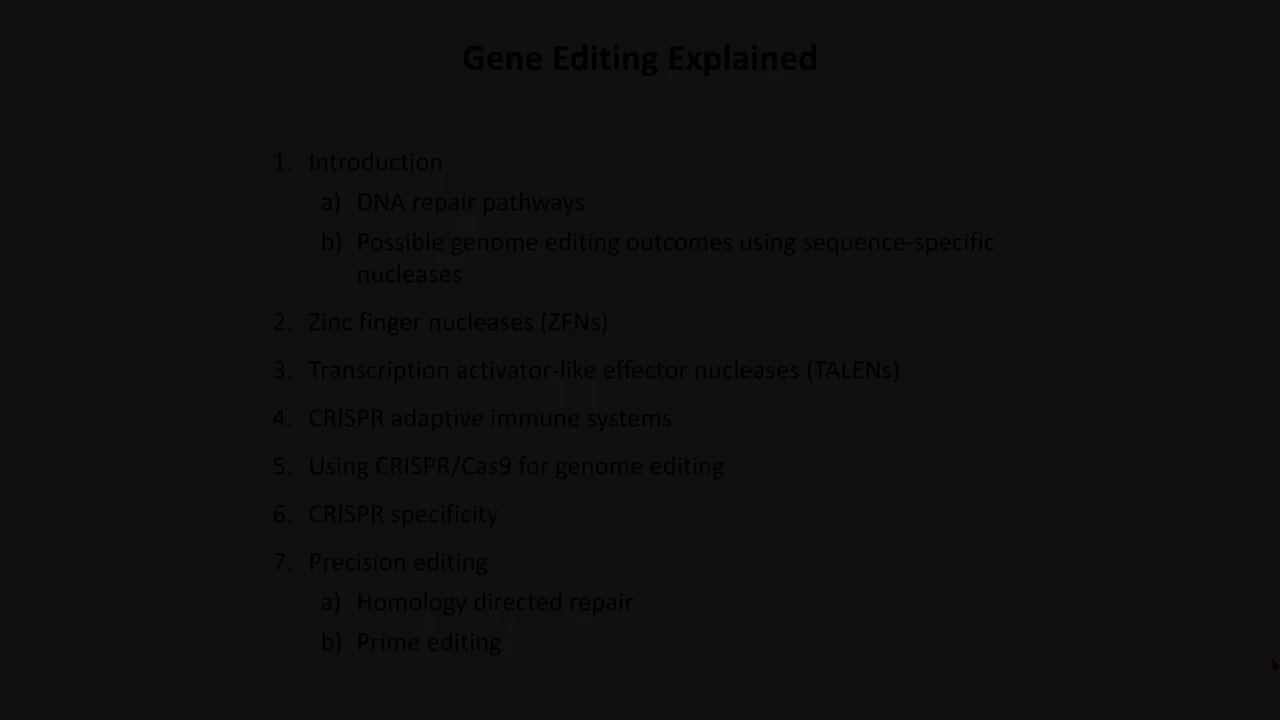 Gene Editing Explained
1. Introduction
a) DNA repair pathways
b) Possible genome editing outcomes using sequence-specific
nucleases
2. Zinc finger nucleases (ZFNs)
3. Transcription activator-like effector nucleases (TALENs)
4. CRISPR adaptive immune systems
5. Using CRISPR/Cas9 for genome editing
6. CRISPR specificity
7. Precision editing
a) Homology directed repair
b) Prime editing